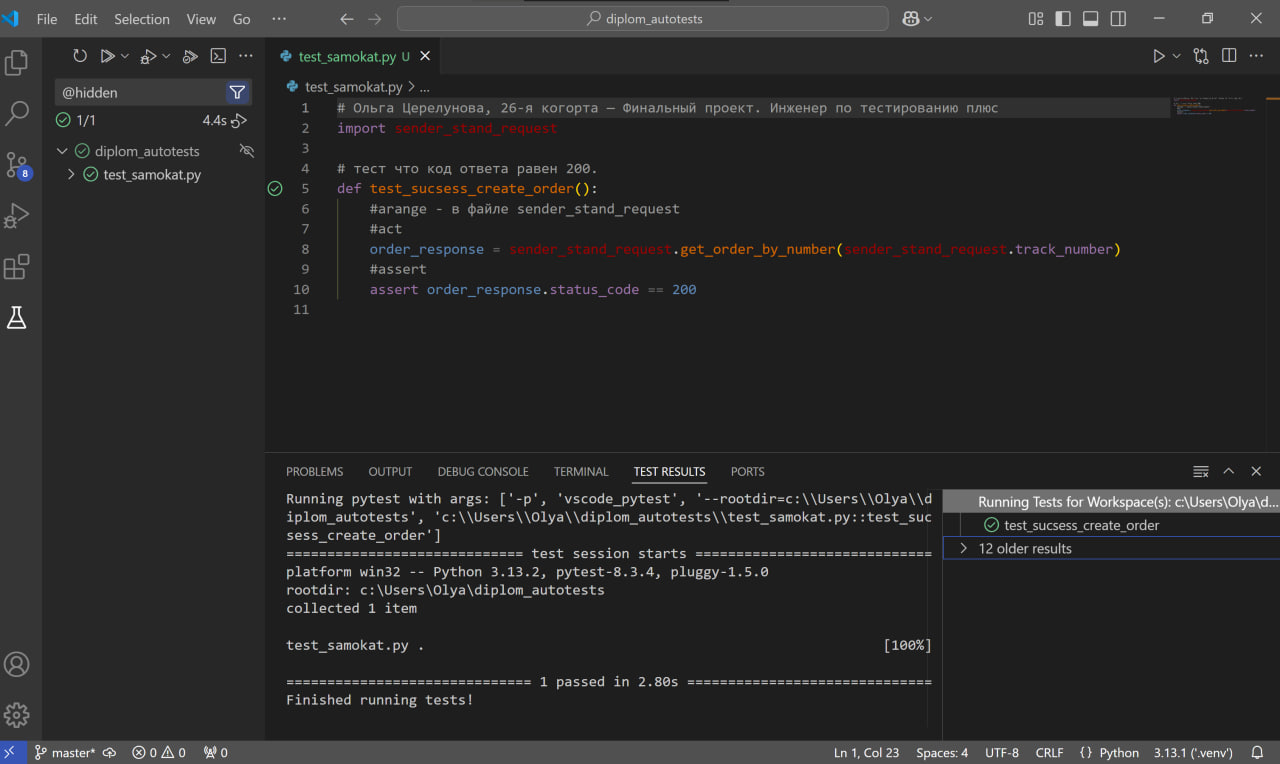 File Edit Selection View Go ··· diplom_autotests
@hidden
1/1 4.4s
diplom_autotests
test_samokat.py
8
test_samokat.py U
test_samokat.py > ...
1 # Ольга Церелунова, 26-я когорта — Финальный проект. Инженер по тестированию плюс
2 import sender_stand_request
3
4 # тест что код ответа равен 200.
5 def test_sucsess_create_order():
6 #arange - в файле sender_stand_request
7 #act
8 order_response = sender_stand_request.get_order_by_number(sender_stand_request.track_number)
9 #assert
10 assert order_response.status_code == 200
11
PROBLEMS OUTPUT DEBUG CONSOLE TERMINAL TEST RESULTS PORTS
Running pytest with args: ['-p', 'vscode_pytest', '--rootdir=c:\\Users\\Olya\\d
iplom_autotests', 'c:\\Users\\Olya\\diplom_autotests\\test_samokat.py::test_suc
sess_create_order']
============================= test session starts =============================
platform win32 -- Python 3.13.2, pytest-8.3.4, pluggy-1.5.0
rootdir: c:\Users\Olya\diplom_autotests
collected 1 item
test_samokat.py . [100%]
============================== 1 passed in 2.80s ==============================
Finished running tests!
Running Tests for Workspace(s): c:\Users\Olya\d...
test_sucsess_create_order
12 older results
master* 0 0 0 Ln 1, Col 23 Spaces: 4 UTF-8 CRLF {} Python 3.13.1 ('.venv')